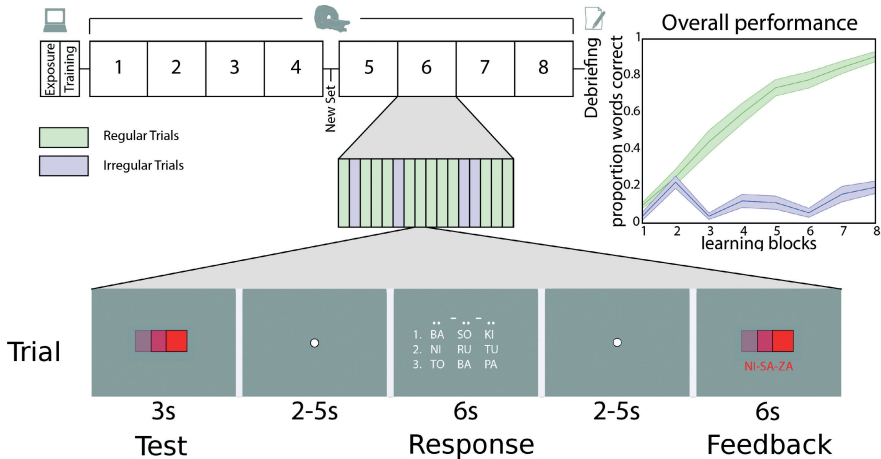 Exposure
Training
1 2 3 4
New Set
5 6 7 8
Debriefing
Regular Trials
Irregular Trials
Overall performance
proportion words correct
1
0.8
0.6
0.4
0.2
0
1 2 3 4 5 6 7 8
learning blocks
Trial
.. – .. – ..
1. BA SO KI
2. NI RU TU
3. TO BA PA
NI-SA-ZA
3s 2-5s 6s 2-5s 6s
Test Response Feedback